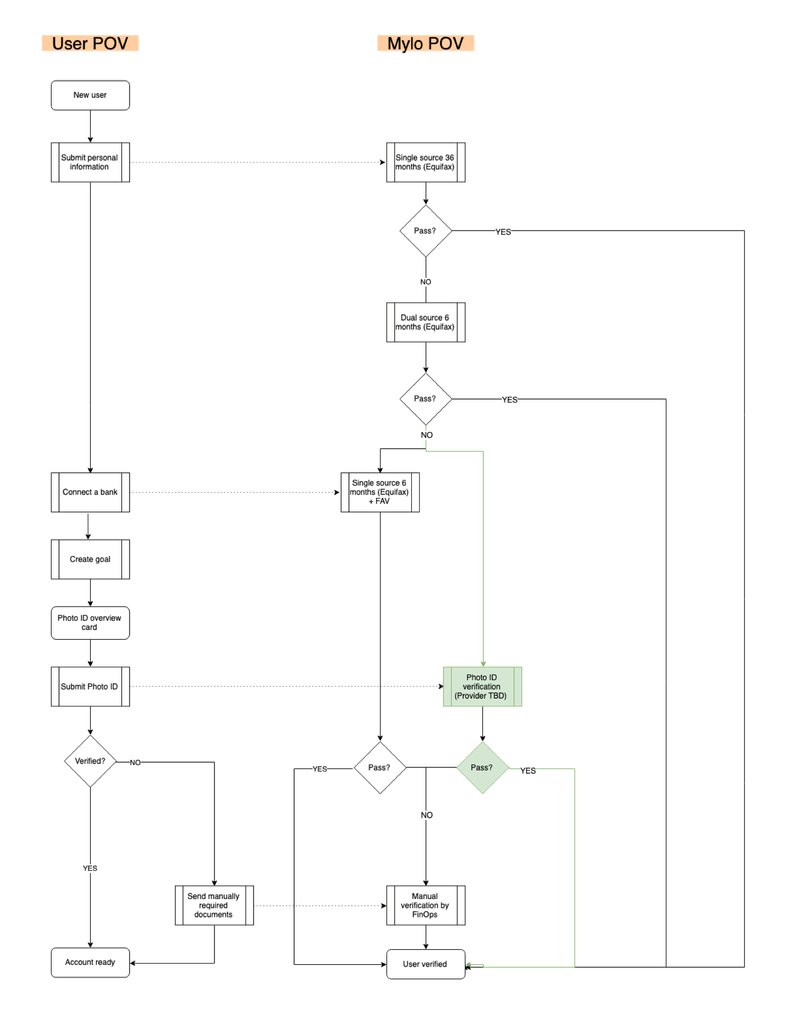 User POV
Mylo POV
New user
Submit personal
information
Single source 36
months (Equifax)
Pass?
YES
NO
Dual source 6
months (Equifax)
Pass?
YES
NO
Connect a bank
Single source 6
months (Equifax)
+ FAV
Create goal
Photo ID overview
card
Submit Photo ID
Photo ID
verification
(Provider TBD)
Verified?
NO
YES
Pass?
Pass?
YES
NO
YES
Send manually
required
documents
Manual
verification by
FinOps
Account ready
User verified